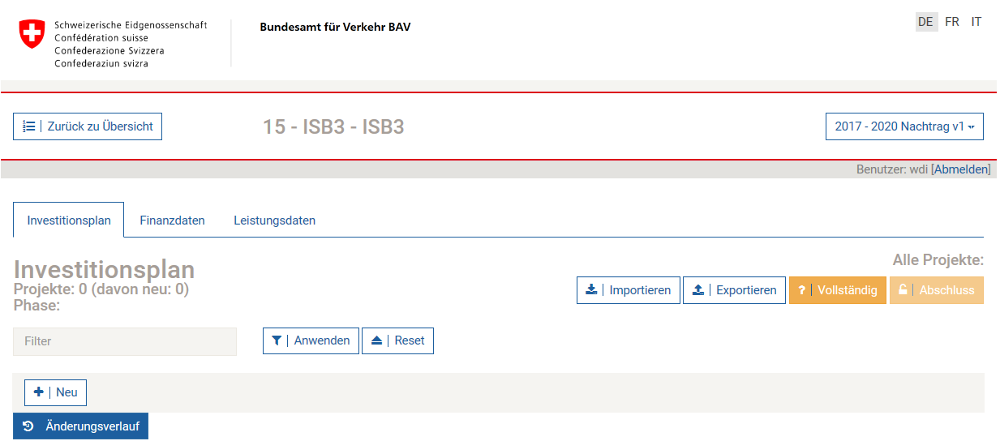 Schweizerische Eidgenossenschaft
Confédération suisse
Confederazione Svizzera
Confederaziun svizra
Bundesamt für Verkehr BAV
DE FR IT
Zurück zu Übersicht
15 - ISB3 - ISB3
2017 - 2020 Nachtrag v1
Benutzer: wdi [Abmelden]
Investitionsplan Finanzdaten Leistungsdaten
Alle Projekte:
Investitionsplan
Projekte: 0 (davon neu: 0)
Phase:
Importieren Exportieren ? Vollständig Abschluss
Filter Anwenden Reset
Neu
Änderungsverlauf